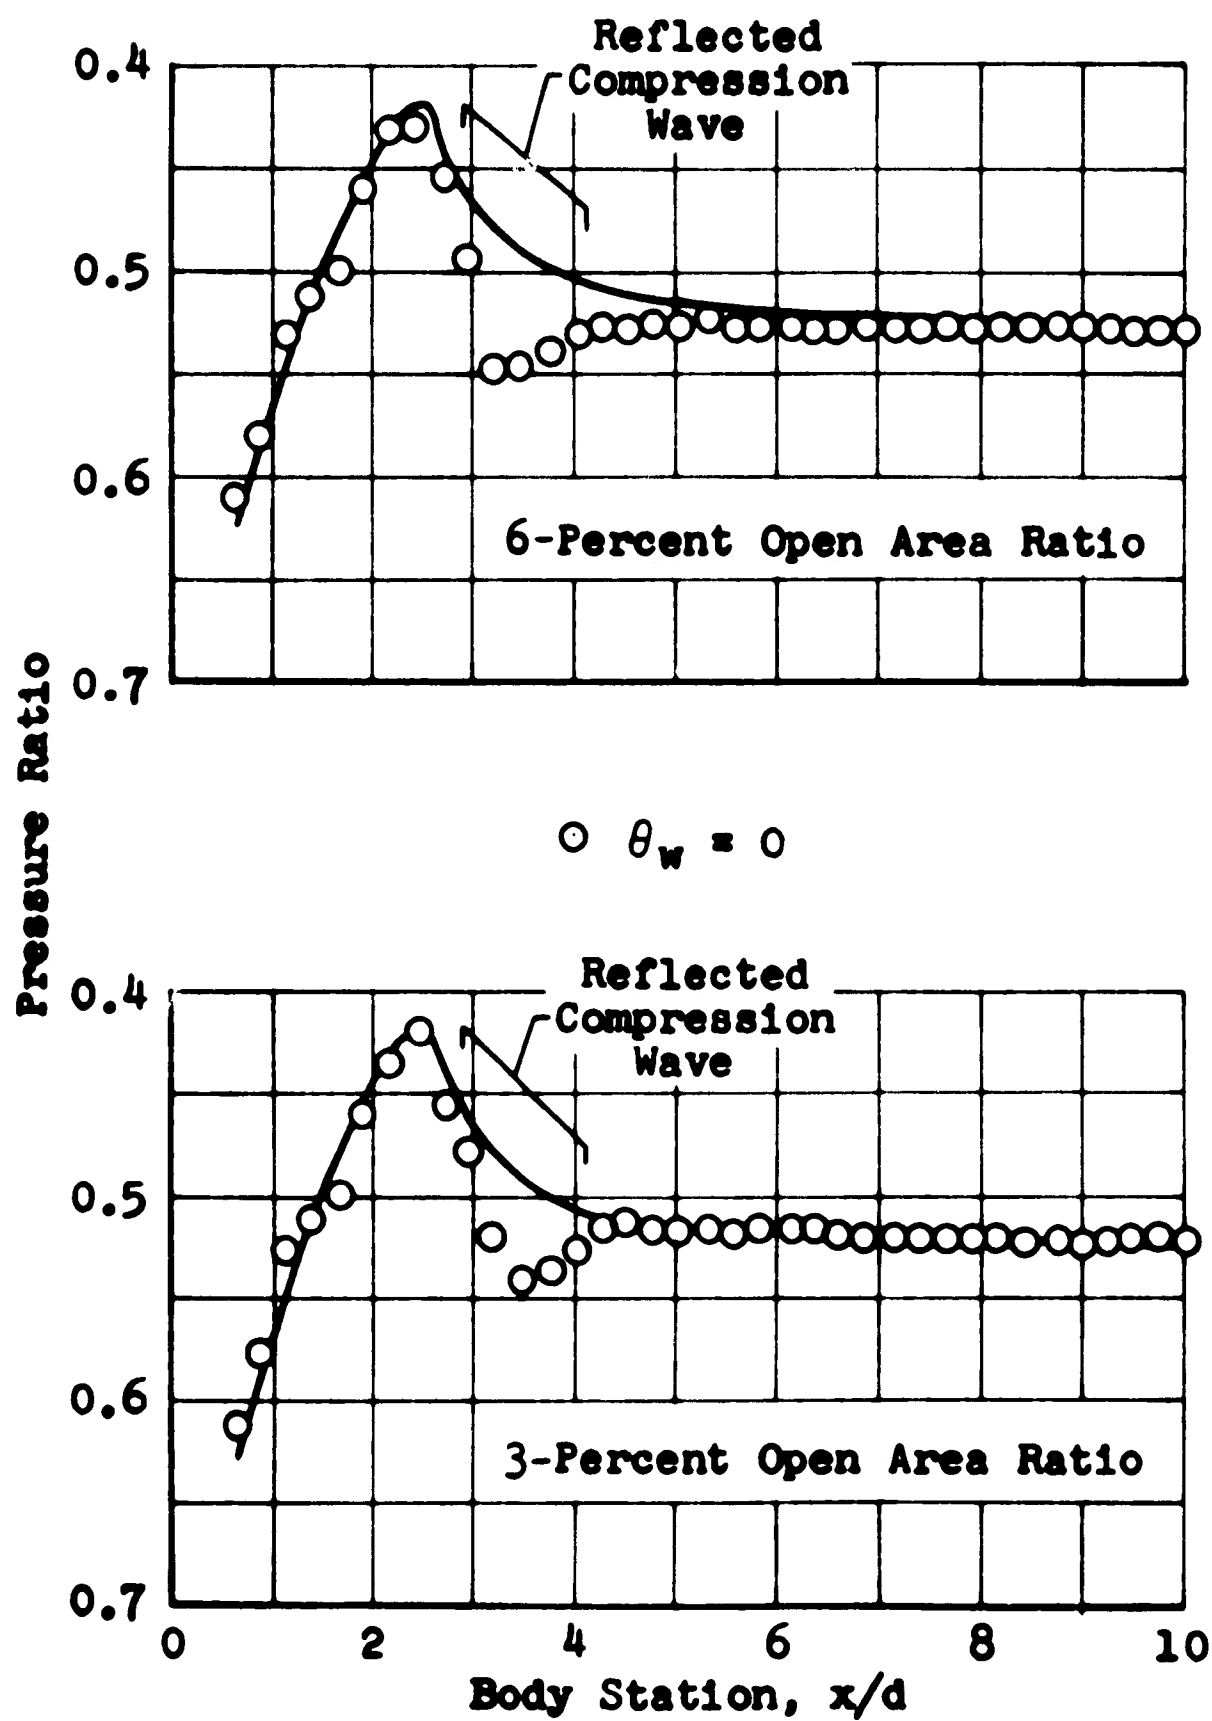 Reflected
Compression
Wave
0.4
0.5
0.6
0.7
6-Percent Open Area Ratio
Pressure Ratio
θw = 0
Reflected
Compression
Wave
0.4
0.5
0.6
0.7
3-Percent Open Area Ratio
0 2 4 6 8 10
Body Station, x/d